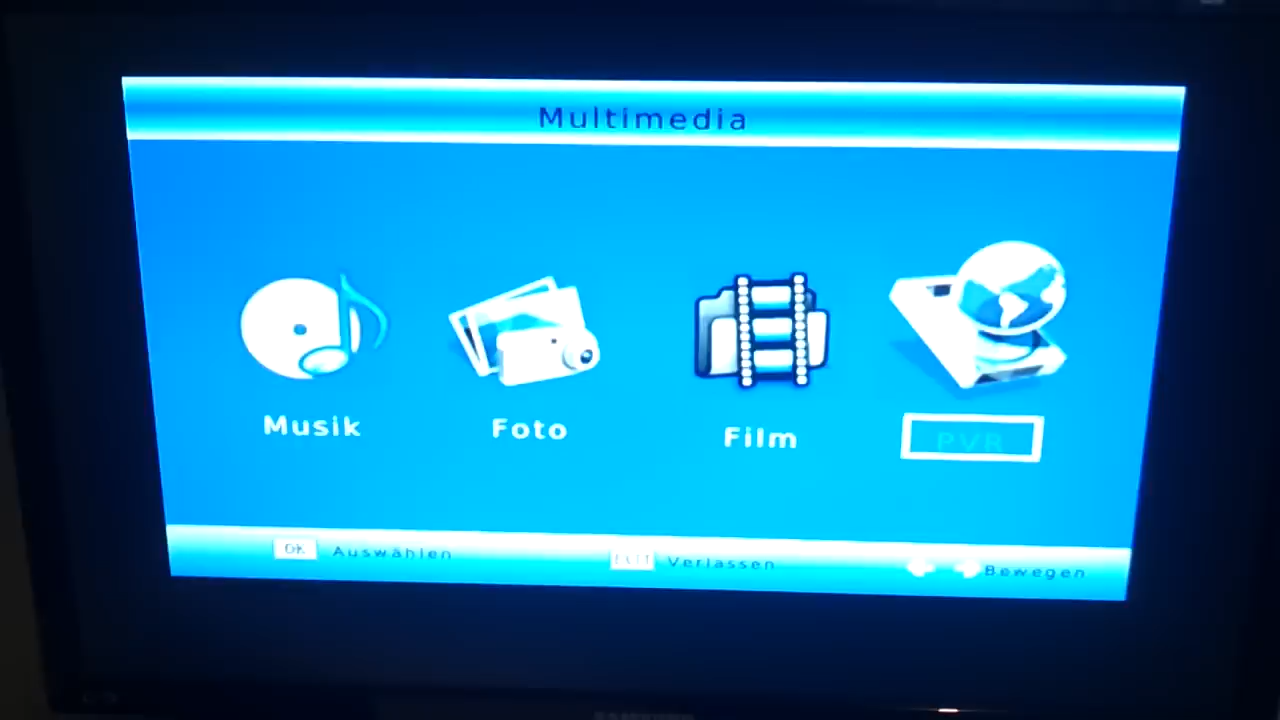 Multimedia
Musik Foto Film PVR
OK Auswählen EXIT Verlassen Bewegen